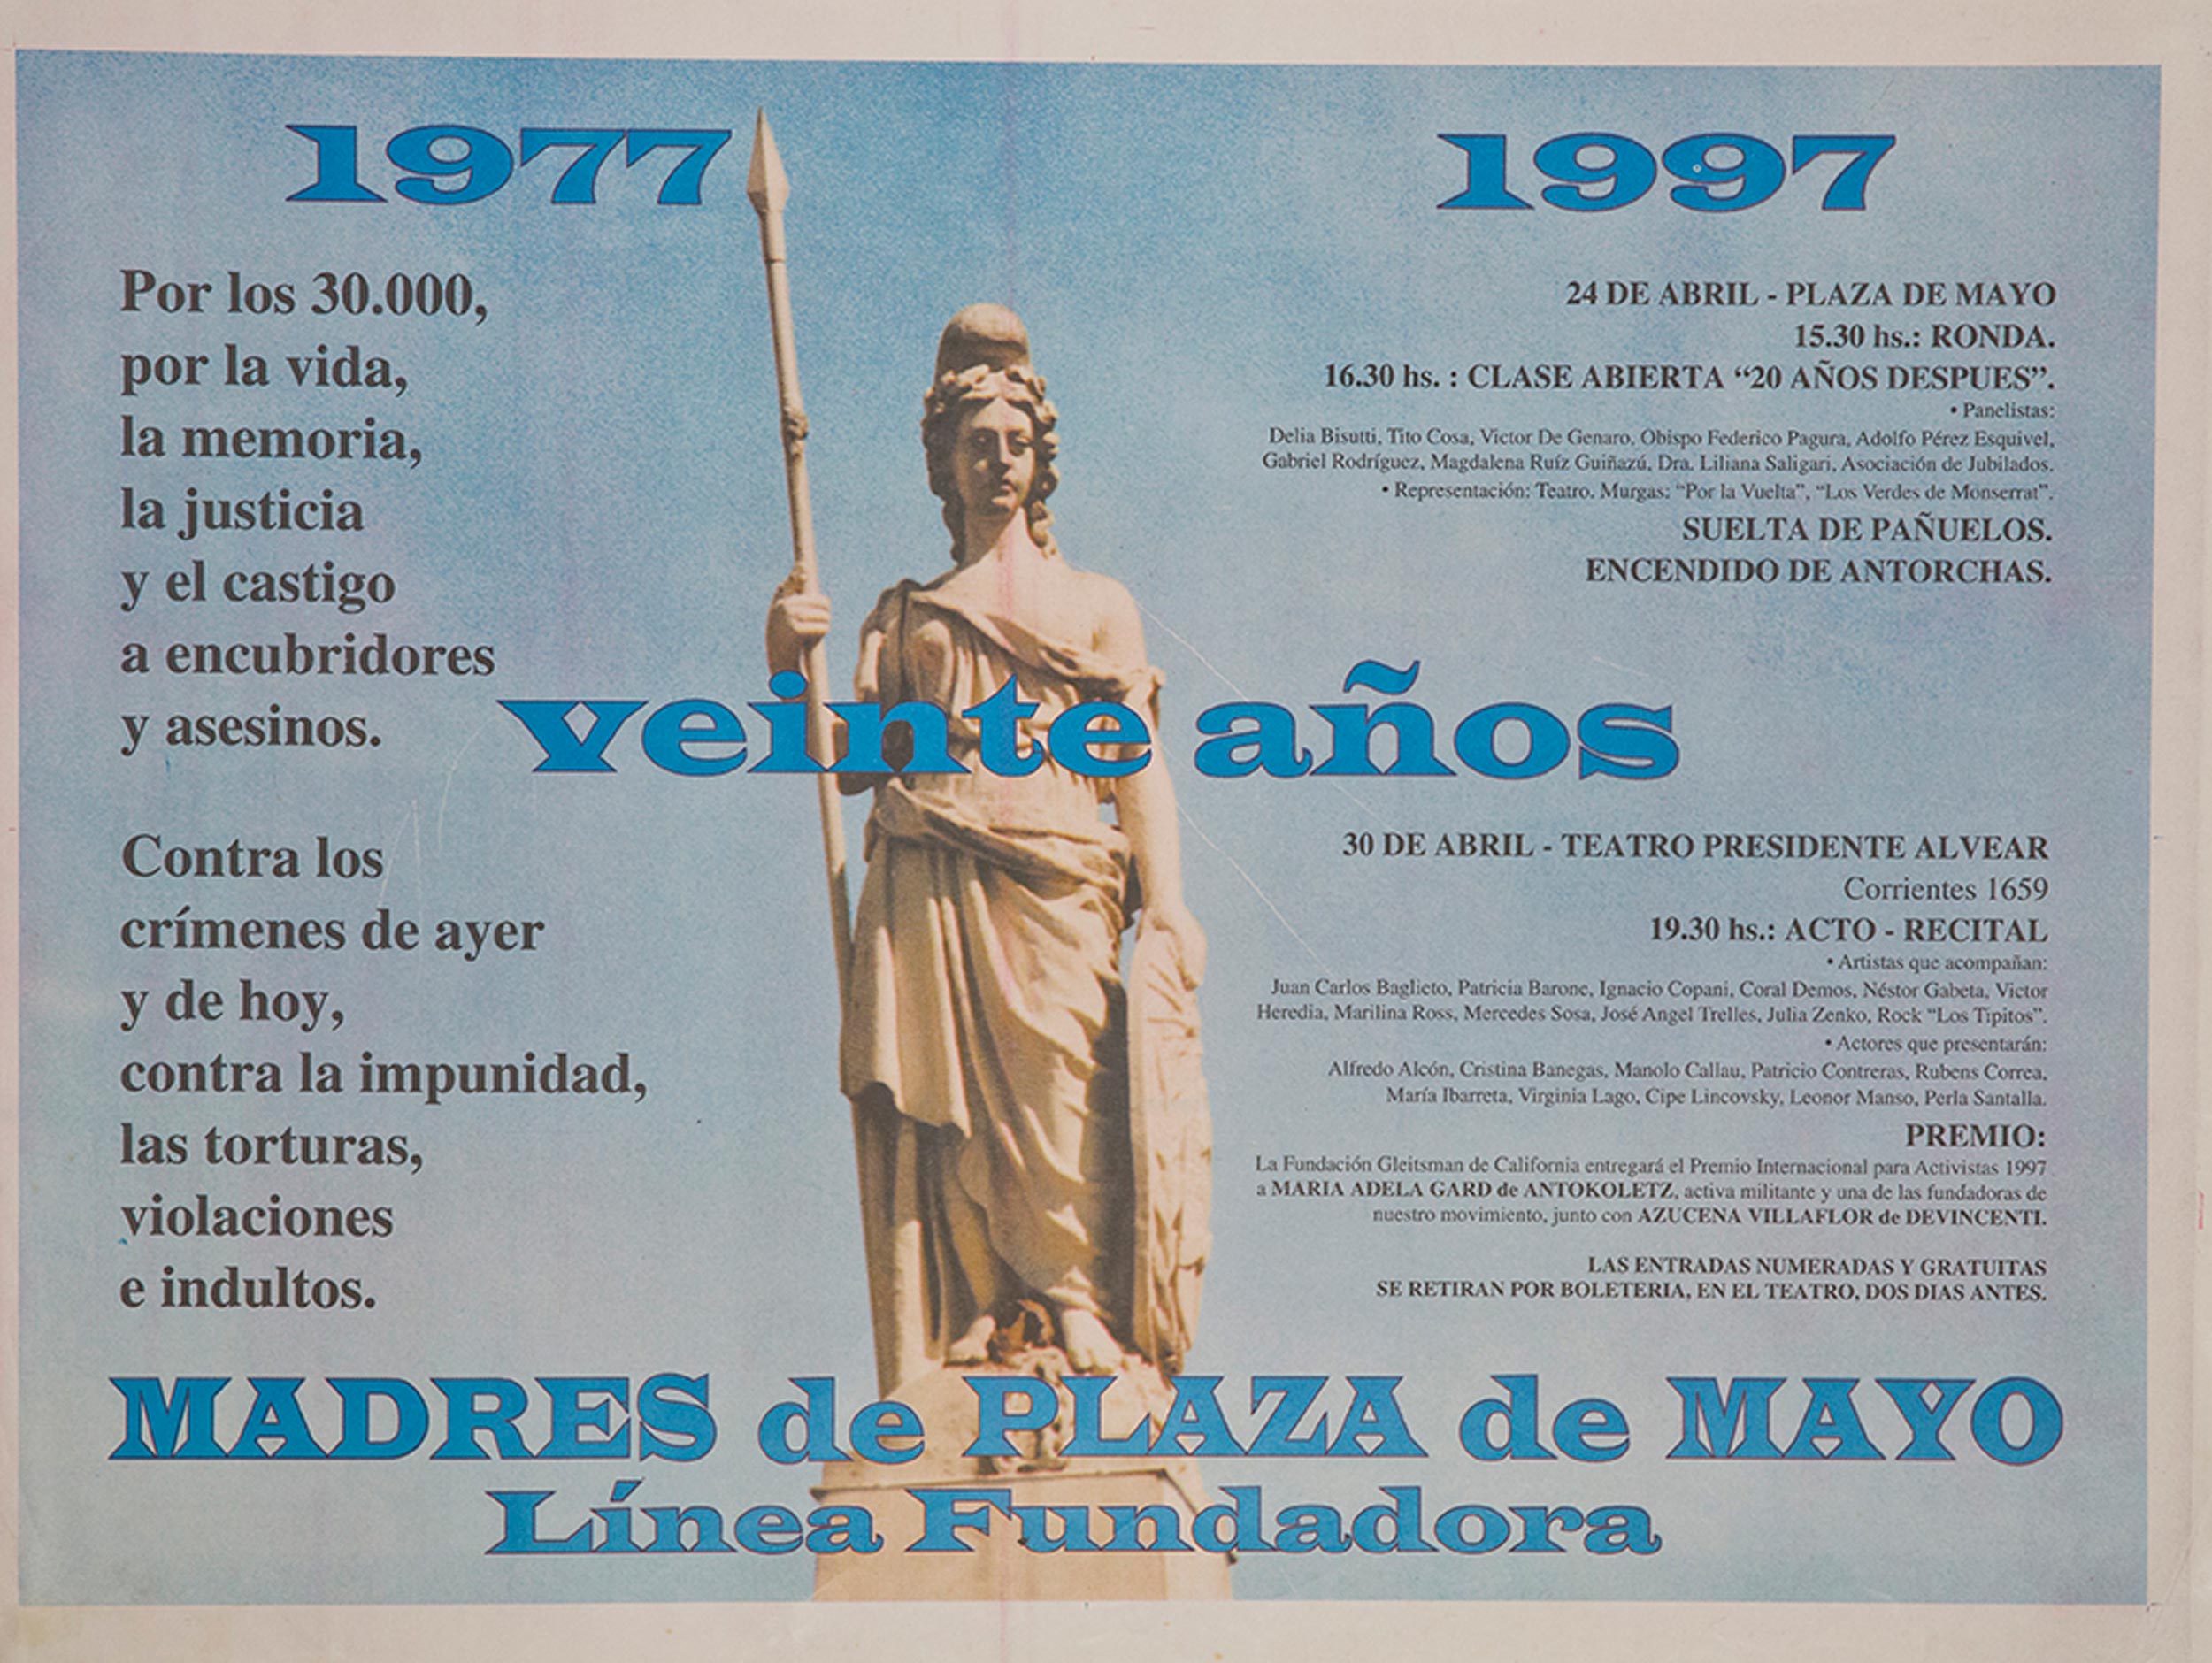 1977
1997
Por los 30.000,
por la vida,
la memoria,
la justicia
y el castigo
a encubridores
y asesinos.
24 DE ABRIL - PLAZA DE MAYO
15.30 hs.: RONDA.
16.30 hs. : CLASE ABIERTA “20 AÑOS DESPUES”.
• Panelistas:
Delia Bisutti, Tito Cosa, Victor De Genaro, Obispo Federico Pagura, Adolfo Pérez Esquivel,
Gabriel Rodríguez, Magdalena Ruíz Guiñazú, Dra. Liliana Saligari, Asociación de Jubilados.
• Representación: Teatro. Murgas: “Por la Vuelta”, “Los Verdes de Monserrat”.
SUELTA DE PAÑUELOS.
ENCENDIDO DE ANTORCHAS.
veinte años
Contra los
crímenes de ayer
y de hoy,
contra la impunidad,
las torturas,
violaciones
e indultos.
30 DE ABRIL - TEATRO PRESIDENTE ALVEAR
Corrientes 1659
19.30 hs.: ACTO - RECITAL
• Artistas que acompañan:
Juan Carlos Baglieto, Patricia Barone, Ignacio Copani, Coral Demos, Néstor Gabeta, Victor
Heredia, Marilina Ross, Mercedes Sosa, José Angel Trelles, Julia Zenko, Rock “Los Tipitos”.
• Actores que presentarán:
Alfredo Alcón, Cristina Banegas, Manolo Callau, Patricio Contreras, Rubens Correa,
María Ibarreta, Virginia Lago, Cipe Lincovsky, Leonor Manso, Perla Santalla.
PREMIO:
La Fundación Gleitsman de California entregará el Premio Internacional para Activistas 1997
a MARIA ADELA GARD de ANTOKOLETZ, activa militante y una de las fundadoras de
nuestro movimiento, junto con AZUCENA VILLAFLOR de DEVINCENTI.
LAS ENTRADAS NUMERADAS Y GRATUITAS
SE RETIRAN POR BOLETERIA, EN EL TEATRO, DOS DIAS ANTES.
MADRES de PLAZA de MAYO
Línea Fundadora